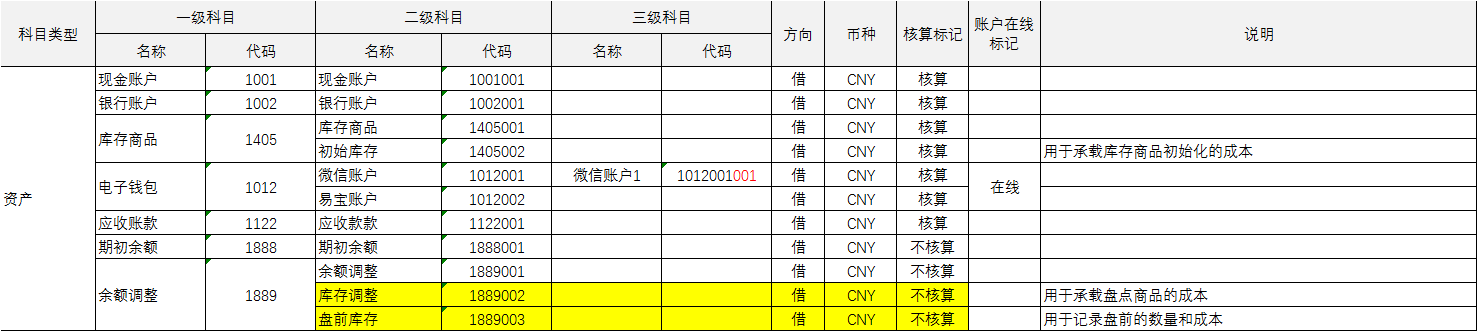 科目类型 一级科目 二级科目 三级科目 方向 币种 核算标记 账户在线标记 说明
名称 代码 名称 代码 名称 代码
资产
现金账户 1001 现金账户 1001001 借 CNY 核算
银行账户 1002 银行账户 1002001 借 CNY 核算
库存商品 1405 库存商品 1405001 借 CNY 核算
初始库存 1405002 借 CNY 核算 用于承载库存商品初始化的成本
电子钱包 1012 微信账户 1012001 微信账户1 1012001001 借 CNY 核算 在线
易宝账户 1012002 借 CNY 核算
应收账款 1122 应收款款 1122001 借 CNY 核算
期初余额 1888 期初余额 1888001 借 CNY 不核算
余额调整 1889 余额调整 1889001 借 CNY 不核算
库存调整 1889002 借 CNY 不核算 用于承载盘点商品的成本
盘前库存 1889003 借 CNY 不核算 用于记录盘前的数量和成本